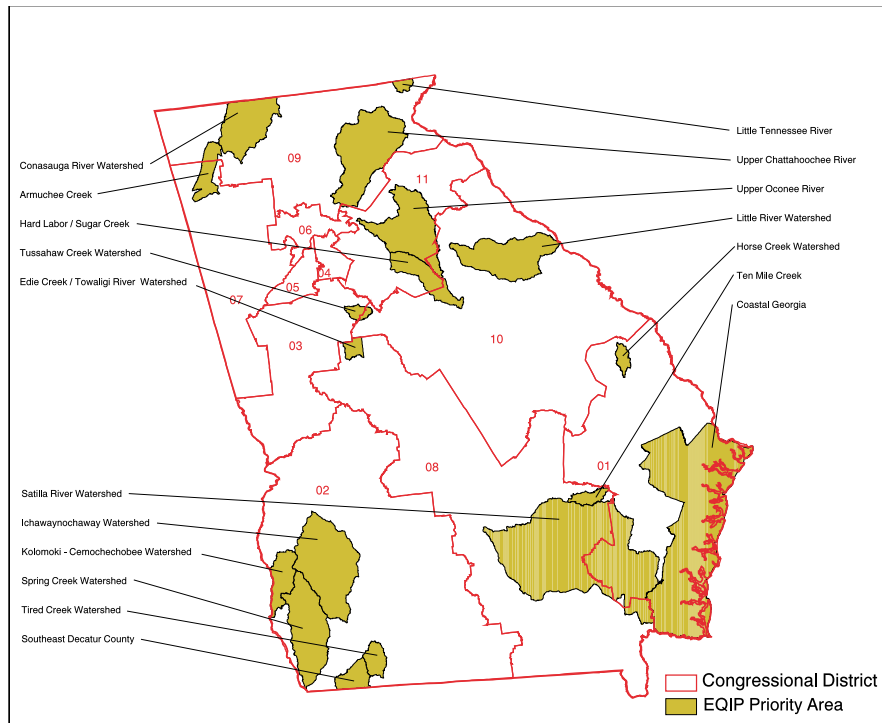 Little Tennessee River
Upper Chattahoochee River
Conasauga River Watershed
09
Armuchee Creek
11
Upper Oconee River
Hard Labor / Sugar Creek
Little River Watershed
06
Tussahaw Creek Watershed
Horse Creek Watershed
04
Edie Creek / Towaligi River Watershed
05
Ten Mile Creek
07
Coastal Georgia
03
10
08
01
02
Satilla River Watershed
Ichawaynochaway Watershed
Kolomoki - Cemochechobee Watershed
Spring Creek Watershed
Tired Creek Watershed
Southeast Decatur County
Congressional District
EQIP Priority Area